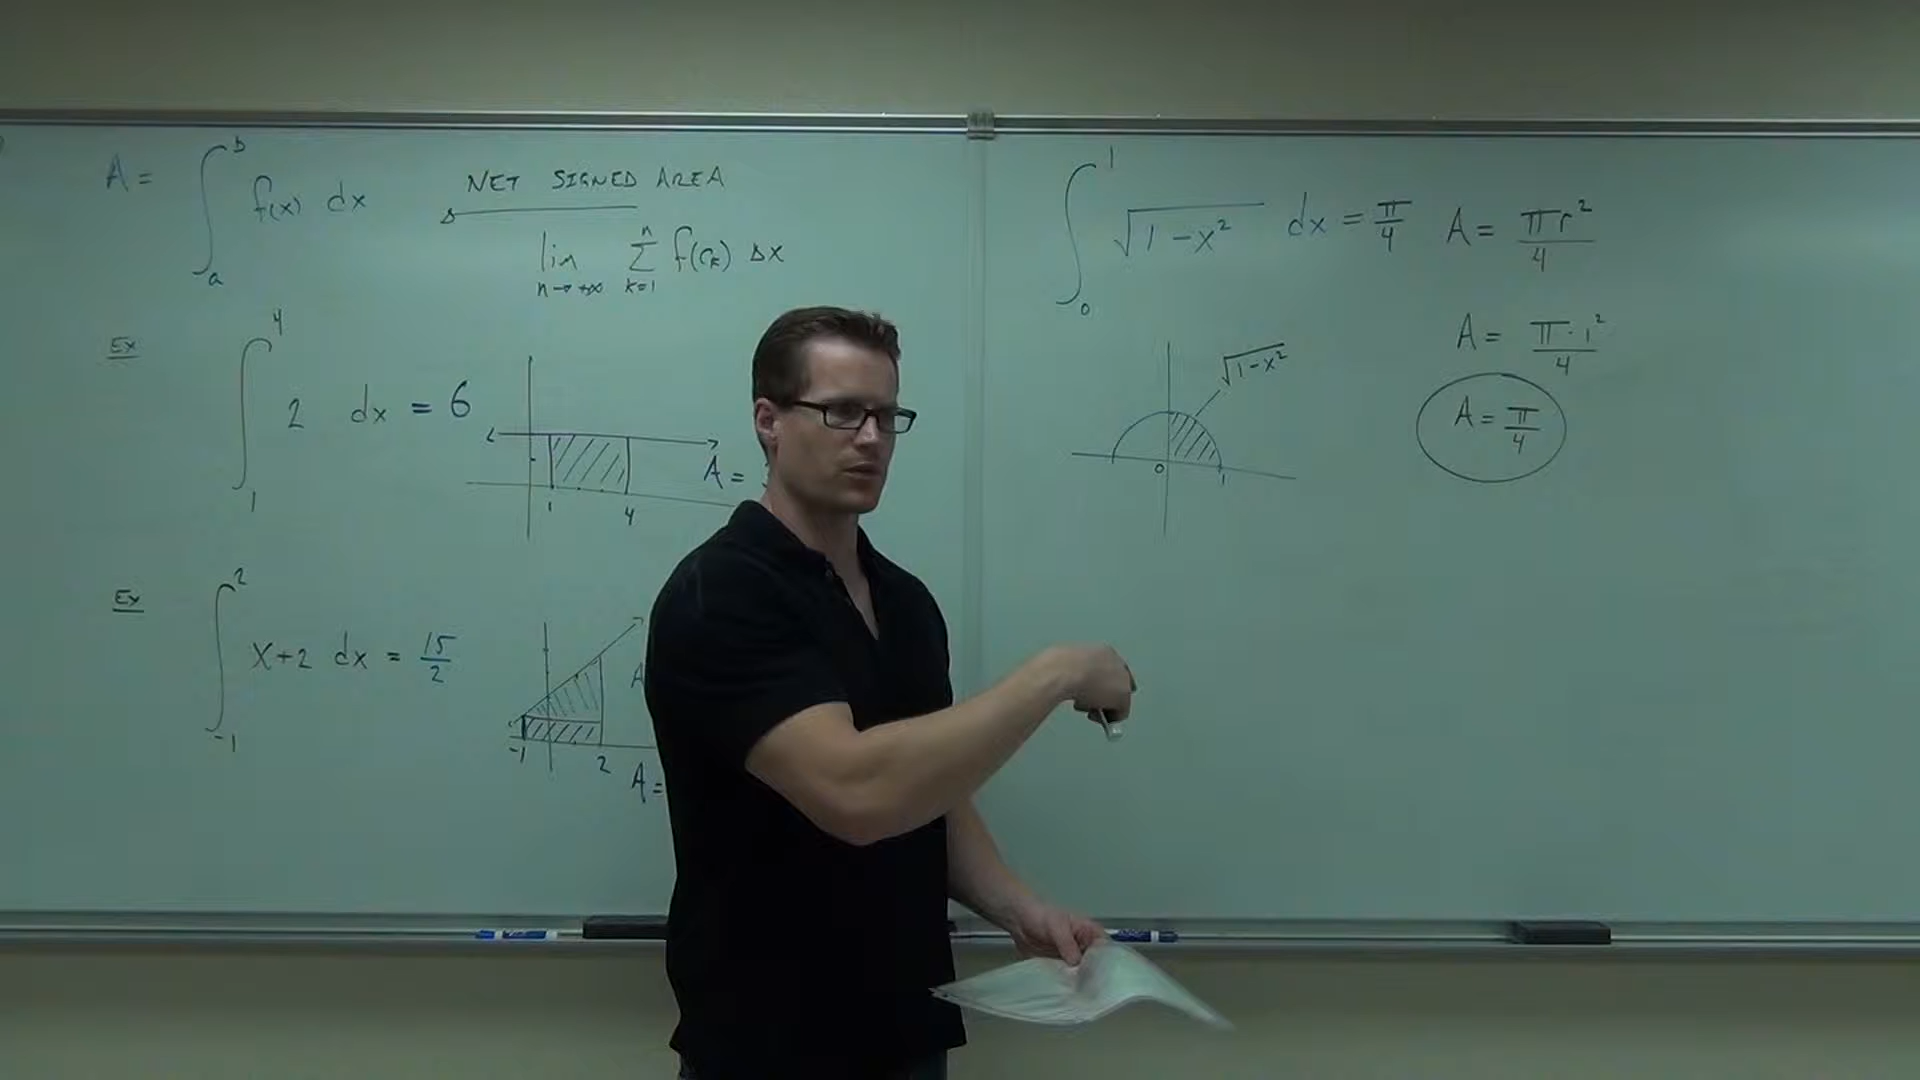 A = ∫_a^b f(x) dx
NET SIGNED AREA
lim n→+∞ Σ_{k=1}^{n} f(c_k) Δx
Ex ∫_1^4 2 dx = 6
A =
1 4
Ex ∫_{-1}^2 x+2 dx = 15/2
A
-1 2
A =
∫_0^1 √(1-x²) dx = π/4
A = πr²/4
√(1-x²)
0 1
A = π·1²/4
A = π/4